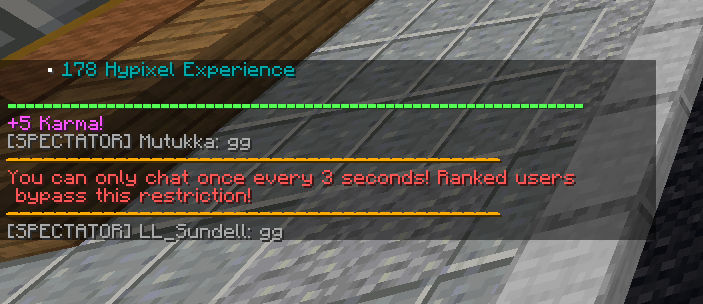 ▪ 178 Hypixel Experience
+5 Karma!
[SPECTATOR] Mutukka: gg
You can only chat once every 3 seconds! Ranked users
bypass this restriction!
[SPECTATOR] LL_Sundell: gg